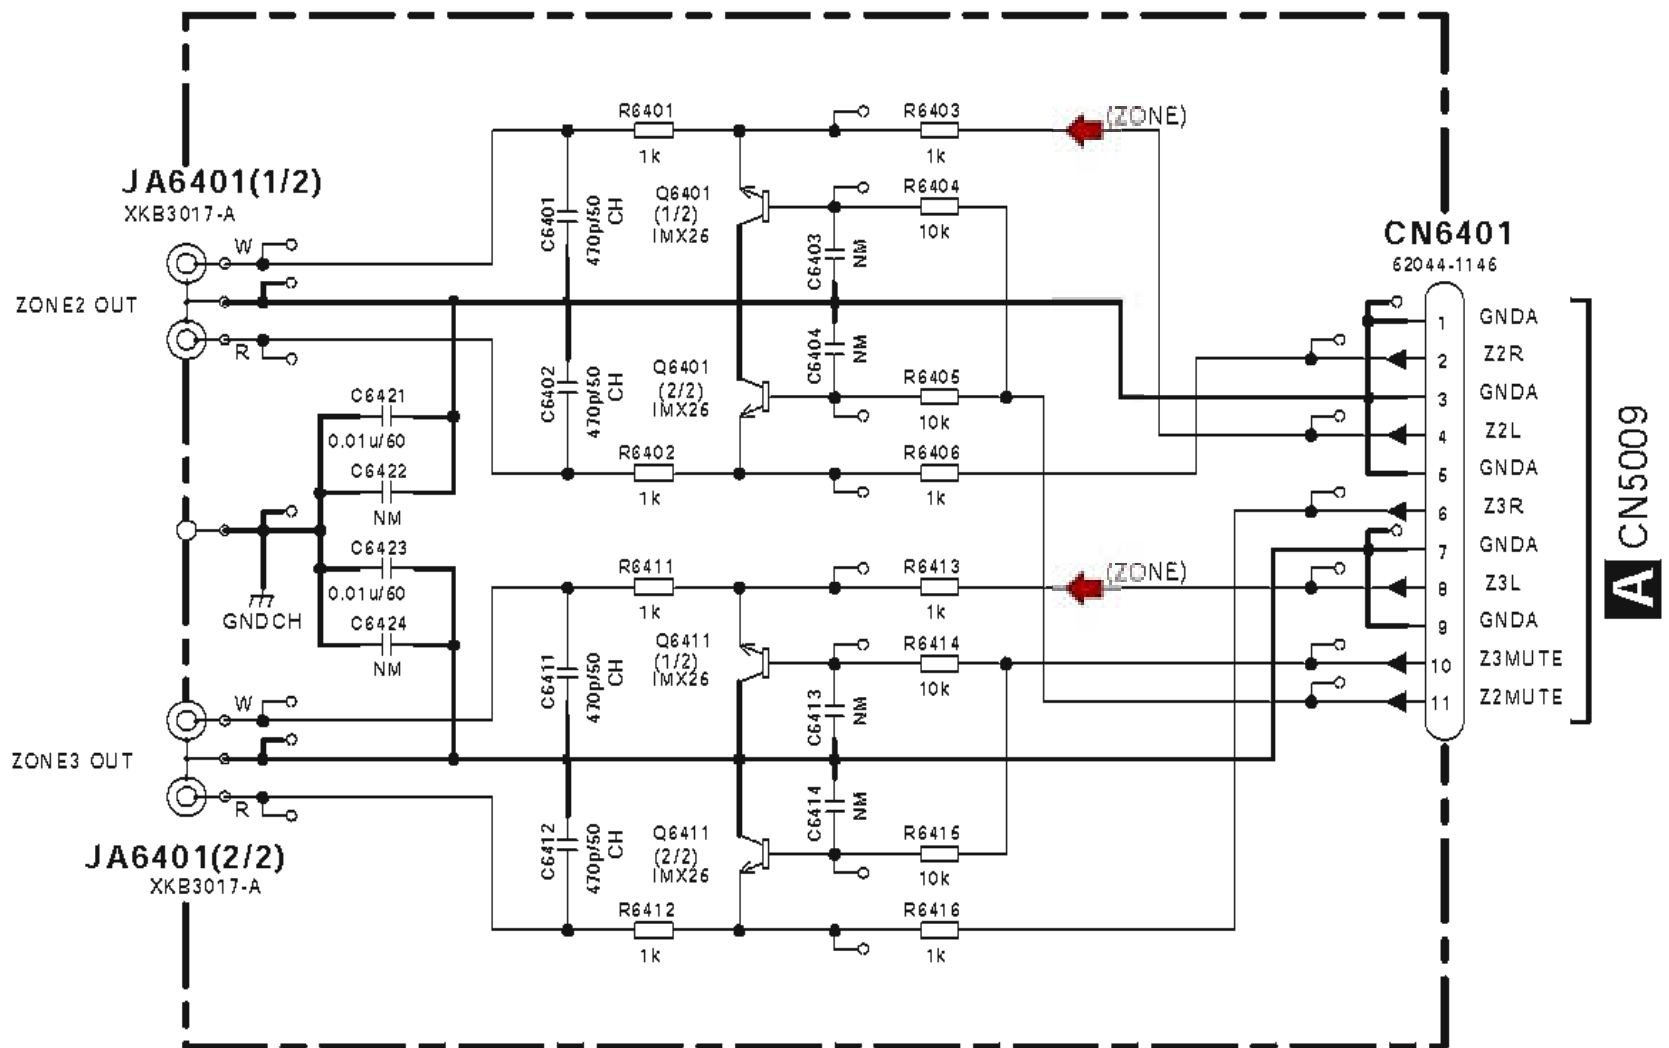 R6401
1k
R6403
1k
(ZONE)
JA6401(1/2)
XKB3017-A
C6401
470p/50
CH
Q6401
(1/2)
IMX26
R6404
10k
C6403
NM
CN6401
62044-1146
W
ZONE2 OUT
R
1 GNDA
2 Z2R
3 GNDA
4 Z2L
5 GNDA
6 Z3R
7 GNDA
8 Z3L
9 GNDA
10 Z3MUTE
11 Z2MUTE
A CN5009
C6402
470p/50
CH
Q6401
(2/2)
IMX26
C6404
NM
R6405
10k
C6421
0.01u/60
C6422
NM
R6402
1k
R6406
1k
C6423
0.01u/60
C6424
NM
GNDCH
R6411
1k
R6413
1k
(ZONE)
C6411
470p/50
CH
Q6411
(1/2)
IMX26
R6414
10k
C6413
NM
W
ZONE3 OUT
R
JA6401(2/2)
XKB3017-A
C6412
470p/50
CH
Q6411
(2/2)
IMX26
C6414
NM
R6415
10k
R6412
1k
R6416
1k